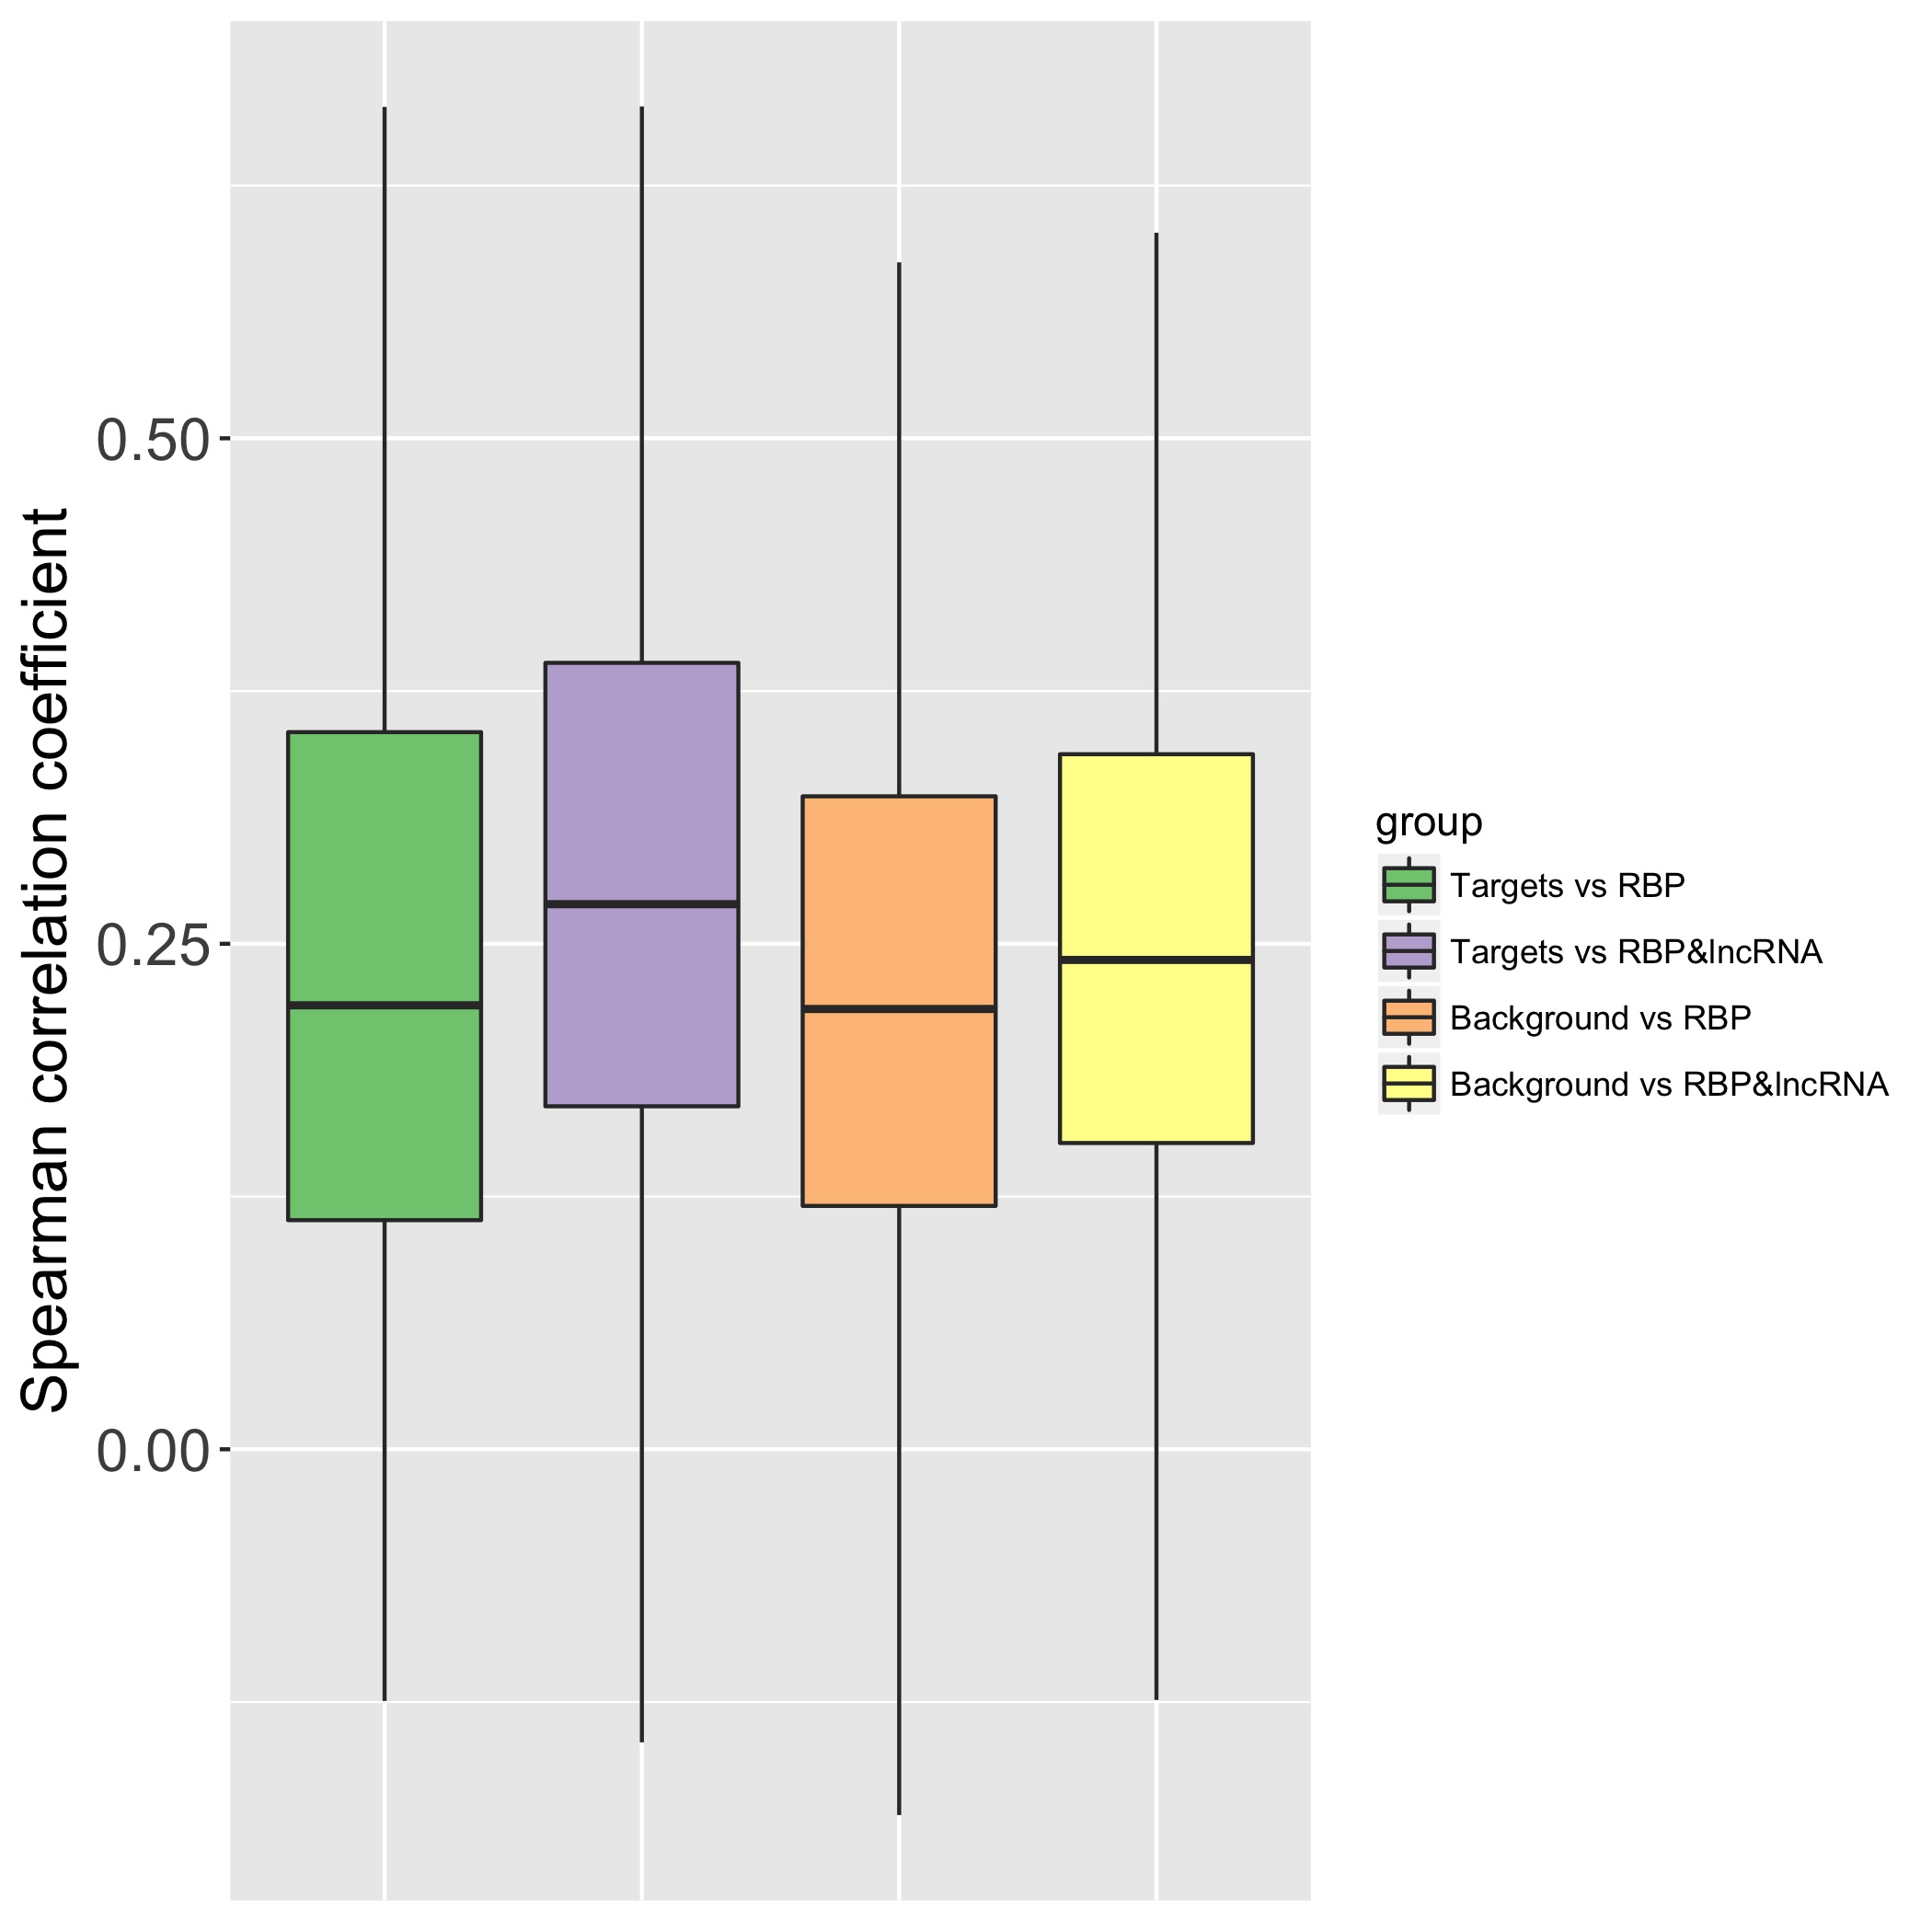 Spearman correlation coefficient
0.50
0.25
0.00
group
Targets vs RBP
Targets vs RBP&lncRNA
Background vs RBP
Background vs RBP&lncRNA